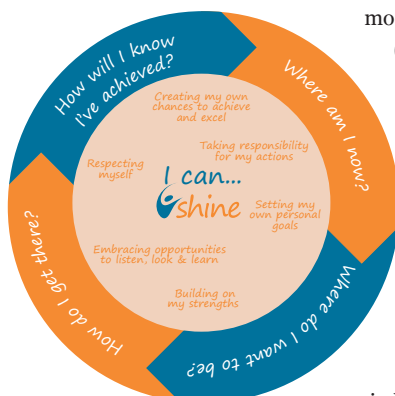 mo
How will I know
I've achieved?
Where am I now?
Where do I want to be?
How do I get there?
Creating my own
chances to achieve
and excel
Taking responsibility
for my actions
Respecting
myself
I can...
shine
Setting my
own personal
goals
Embracing opportunities
to listen, look & learn
Building on
my strengths